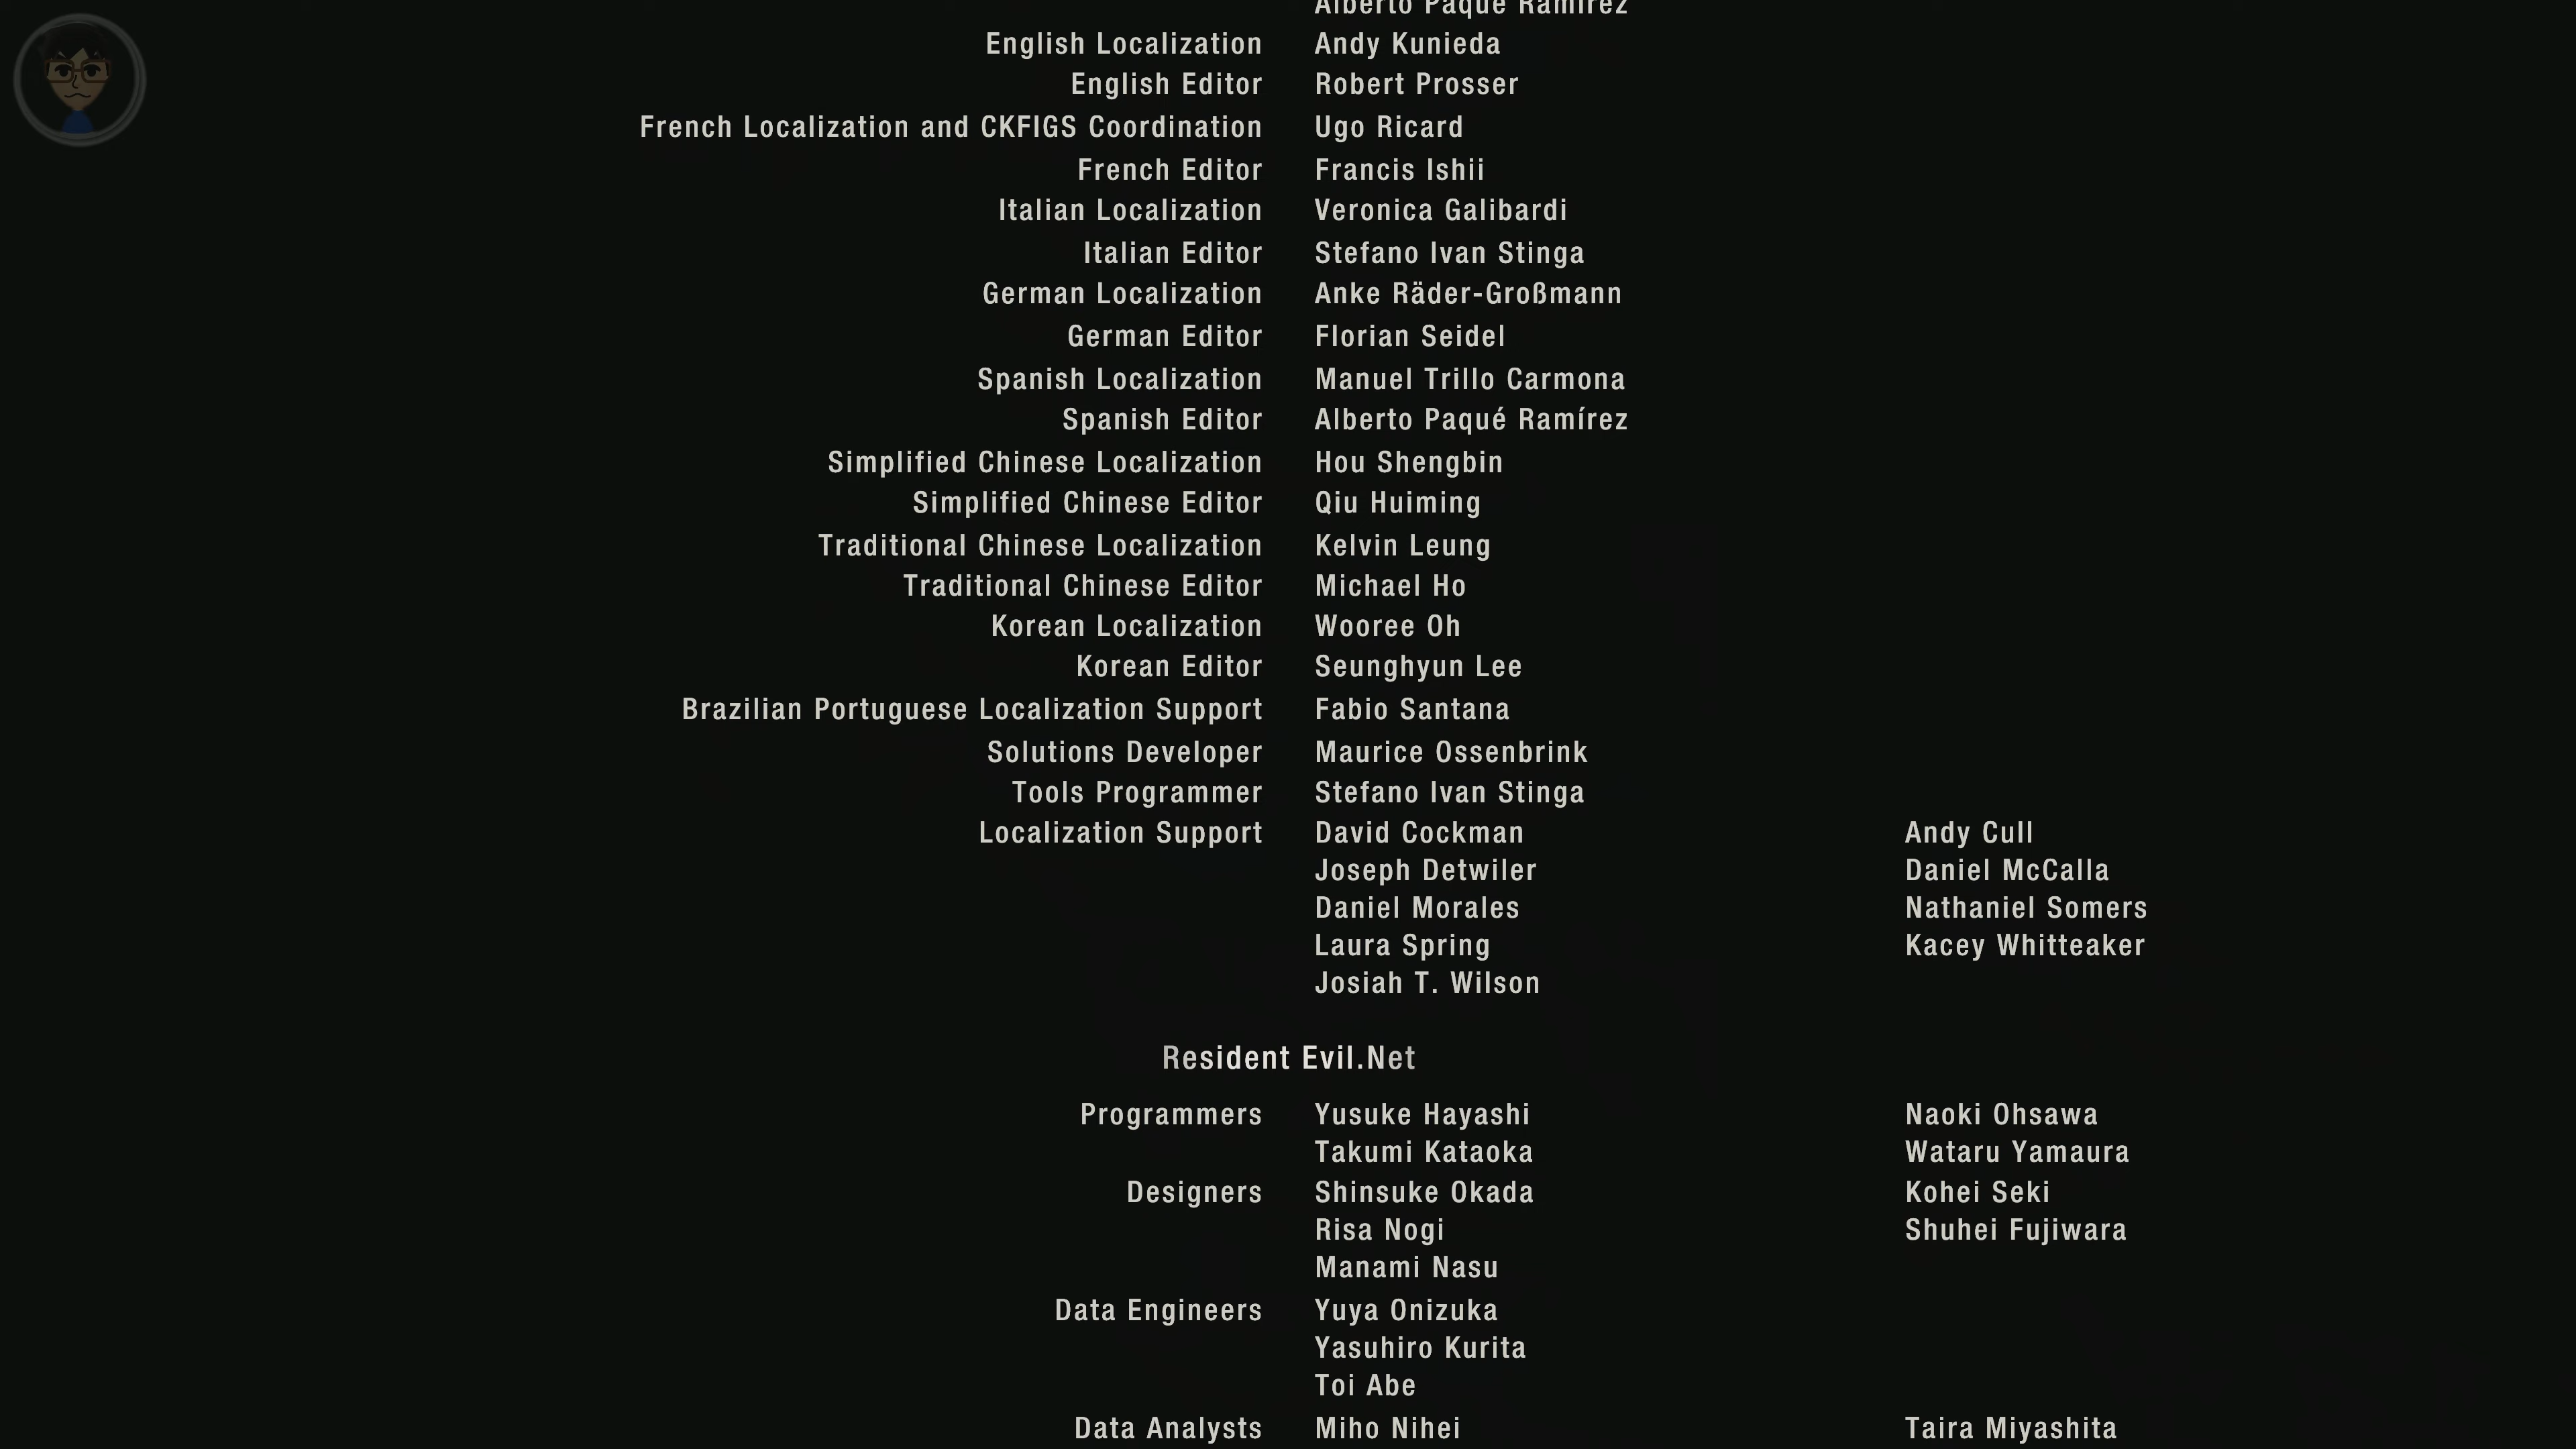 Alberto Paqué Ramírez
English Localization Andy Kunieda
English Editor Robert Prosser
French Localization and CKFIGS Coordination Ugo Ricard
French Editor Francis Ishii
Italian Localization Veronica Galibardi
Italian Editor Stefano Ivan Stinga
German Localization Anke Räder-Großmann
German Editor Florian Seidel
Spanish Localization Manuel Trillo Carmona
Spanish Editor Alberto Paqué Ramírez
Simplified Chinese Localization Hou Shengbin
Simplified Chinese Editor Qiu Huiming
Traditional Chinese Localization Kelvin Leung
Traditional Chinese Editor Michael Ho
Korean Localization Wooree Oh
Korean Editor Seunghyun Lee
Brazilian Portuguese Localization Support Fabio Santana
Solutions Developer Maurice Ossenbrink
Tools Programmer Stefano Ivan Stinga
Localization Support David Cockman Andy Cull
Joseph Detwiler Daniel McCalla
Daniel Morales Nathaniel Somers
Laura Spring Kacey Whitteaker
Josiah T. Wilson
Resident Evil.Net
Programmers Yusuke Hayashi Naoki Ohsawa
Takumi Kataoka Wataru Yamaura
Designers Shinsuke Okada Kohei Seki
Risa Nogi Shuhei Fujiwara
Manami Nasu
Data Engineers Yuya Onizuka
Yasuhiro Kurita
Toi Abe
Data Analysts Miho Nihei Taira Miyashita